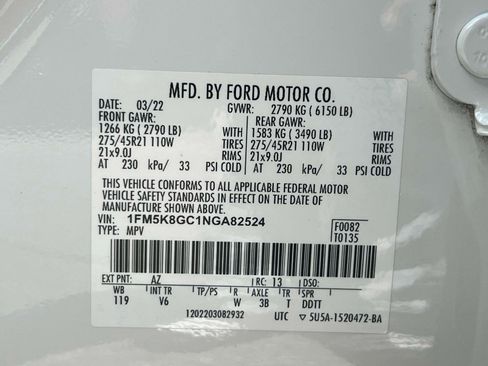 MFD. BY FORD MOTOR CO.
DATE: 03/22 GVWR: 2790 KG ( 6150 LB)
FRONT GAWR: REAR GAWR:
1266 KG ( 2790 LB) WITH 1583 KG ( 3490 LB) WITH
275/45R21 110W TIRES 275/45R21 110W TIRES
21x9.0J RIMS 21x9.0J RIMS
AT 230 kPa/ 33 PSI COLD AT 230 kPa/ 33 PSI COLD
THIS VEHICLE CONFORMS TO ALL APPLICABLE FEDERAL MOTOR
VEHICLE SAFETY STANDARDS IN EFFECT ON THE DATE OF
MANUFACTURE SHOWN ABOVE.
VIN: 1FM5K8GC1NGA82524 F0082
TYPE: MPV T0135
EXT PNT: AZ RC: 13 DSO:
WB INT TR R AXLE TR SPR
119 V6 W 3B T DDTT
1202203082932 UTC 5U5A-1520472-BA